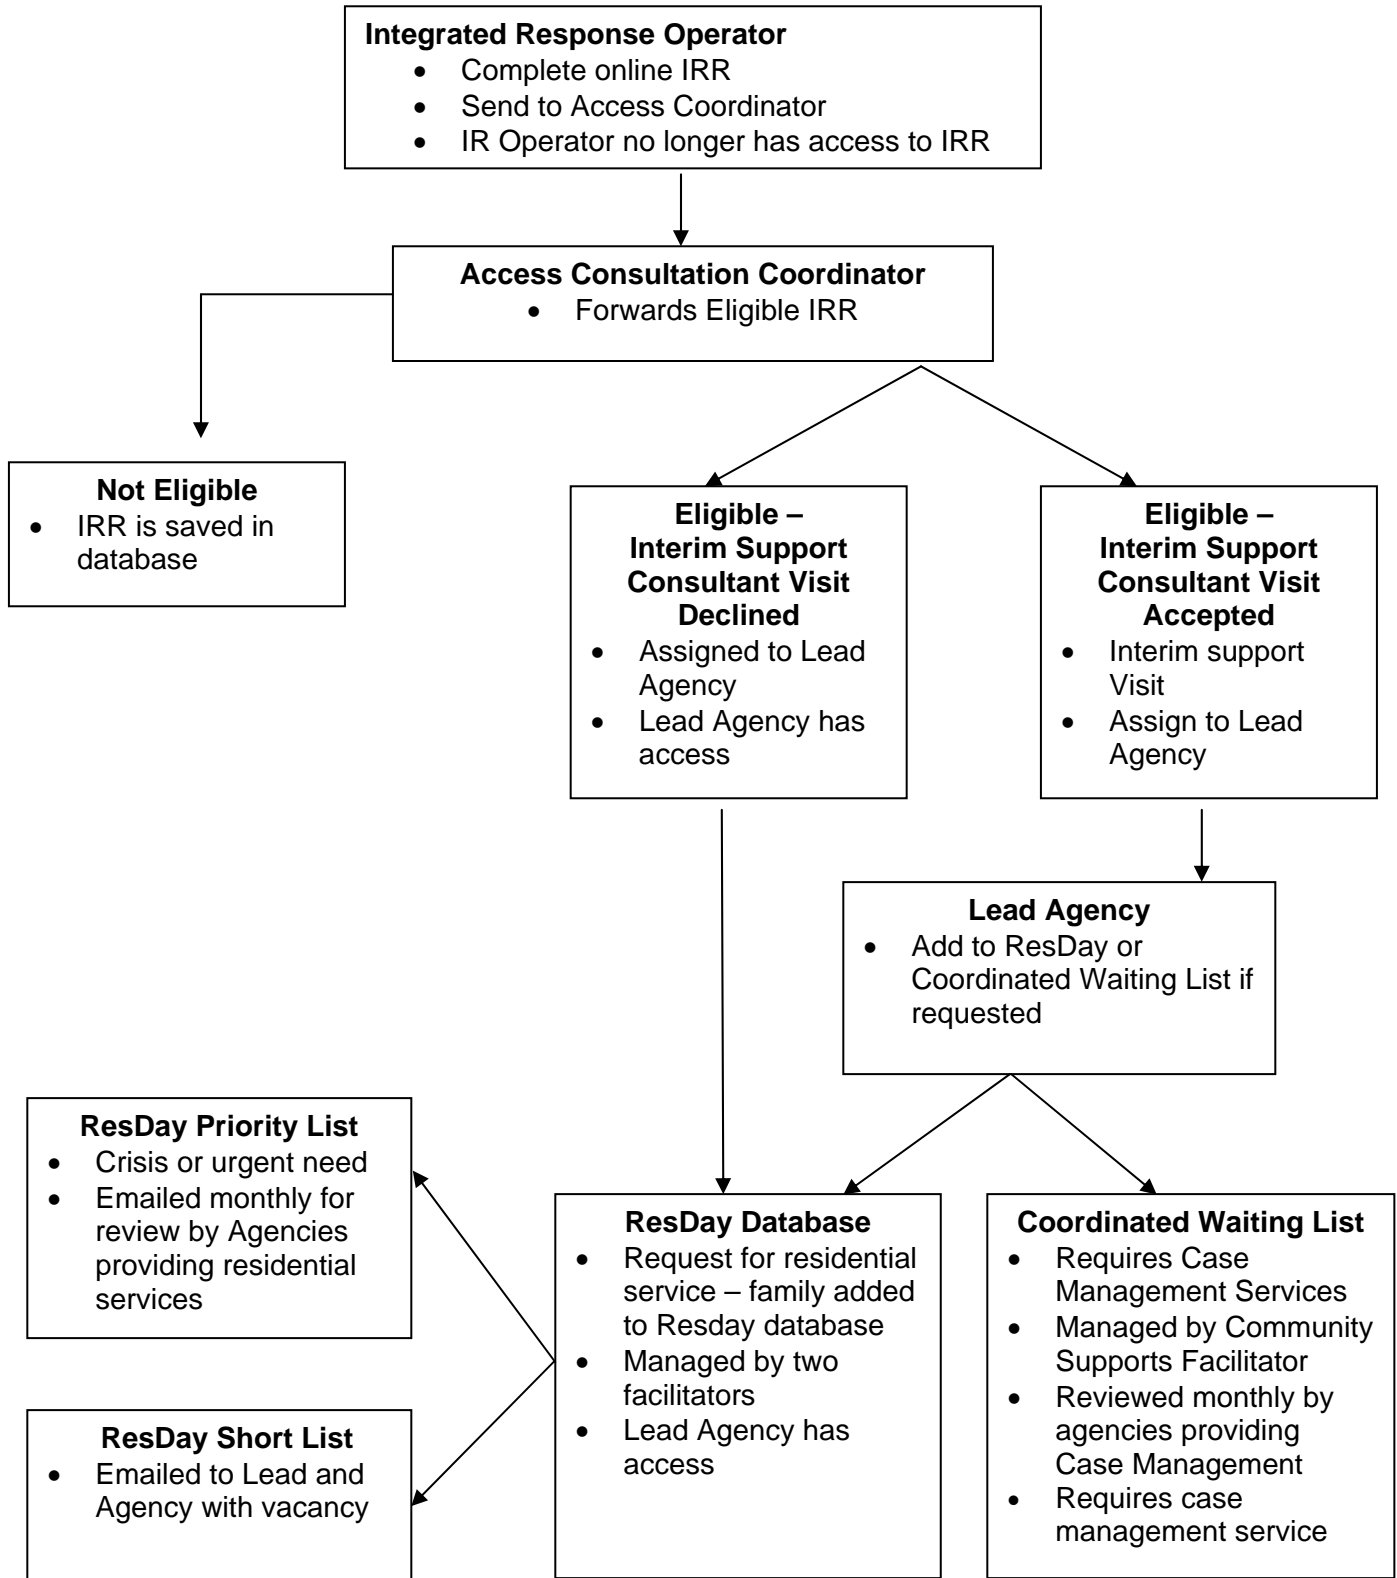 Integrated Response Operator
• Complete online IRR
• Send to Access Coordinator
• IR Operator no longer has access to IRR
Access Consultation Coordinator
• Forwards Eligible IRR
Not Eligible
• IRR is saved in
database
Eligible –
Interim Support
Consultant Visit
Declined
• Assigned to Lead
Agency
• Lead Agency has
access
Eligible –
Interim Support
Consultant Visit
Accepted
• Interim support
Visit
• Assign to Lead
Agency
Lead Agency
• Add to ResDay or
Coordinated Waiting List if
requested
ResDay Priority List
• Crisis or urgent need
• Emailed monthly for
review by Agencies
providing residential
services
ResDay Short List
• Emailed to Lead and
Agency with vacancy
ResDay Database
• Request for residential
service – family added
to Resday database
• Managed by two
facilitators
• Lead Agency has
access
Coordinated Waiting List
• Requires Case
Management Services
• Managed by Community
Supports Facilitator
• Reviewed monthly by
agencies providing
Case Management
• Requires case
management service